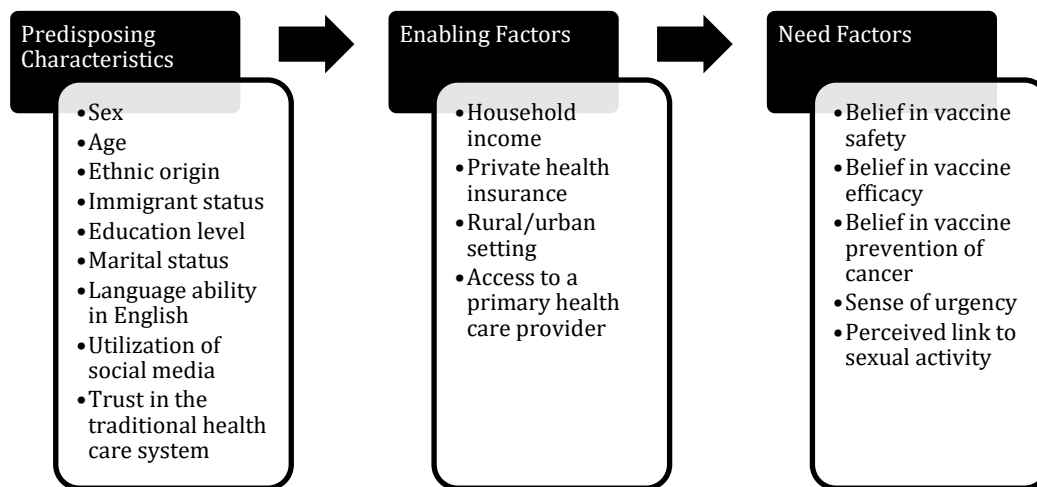 Predisposing
Characteristics
•Sex
•Age
•Ethnic origin
•Immigrant status
•Education level
•Marital status
•Language ability
in English
•Utilization of
social media
•Trust in the
traditional health
care system
Enabling Factors
•Household
income
•Private health
insurance
•Rural/urban
setting
•Access to a
primary health
care provider
Need Factors
•Belief in vaccine
safety
•Belief in vaccine
efficacy
•Belief in vaccine
prevention of
cancer
•Sense of urgency
•Perceived link to
sexual activity